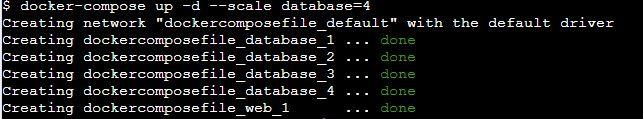 $ docker-compose up -d --scale database=4
Creating network "dockercomposefile_default" with the default driver
Creating dockercomposefile_database_1 ... done
Creating dockercomposefile_database_2 ... done
Creating dockercomposefile_database_3 ... done
Creating dockercomposefile_database_4 ... done
Creating dockercomposefile_web_1      ... done